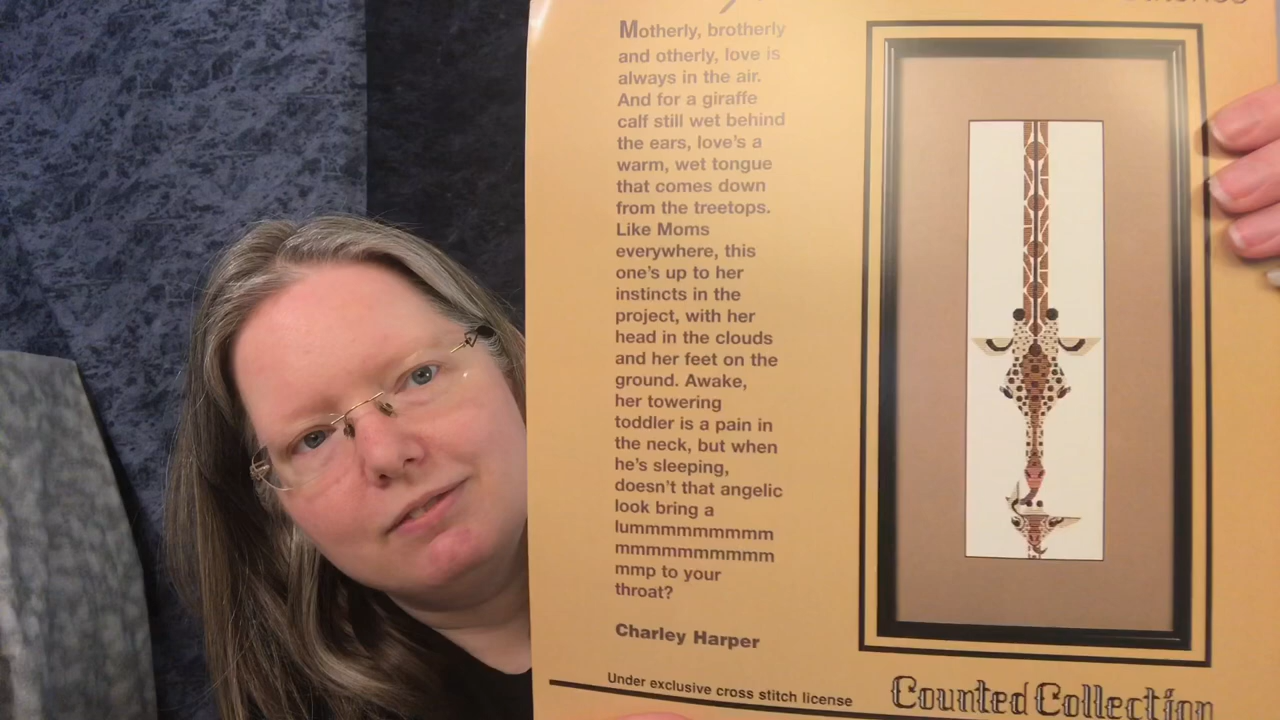 Motherly, brotherly
and otherly, love is
always in the air.
And for a giraffe
calf still wet behind
the ears, love's a
warm, wet tongue
that comes down
from the treetops.
Like Moms
everywhere, this
one's up to her
instincts in the
project, with her
head in the clouds
and her feet on the
ground. Awake,
her towering
toddler is a pain in
the neck, but when
he's sleeping,
doesn't that angelic
look bring a
lummmmmmmmm
mmmmmmmmmm
mmp to your
throat?
Charley Harper
Under exclusive cross stitch license
Counted Collection